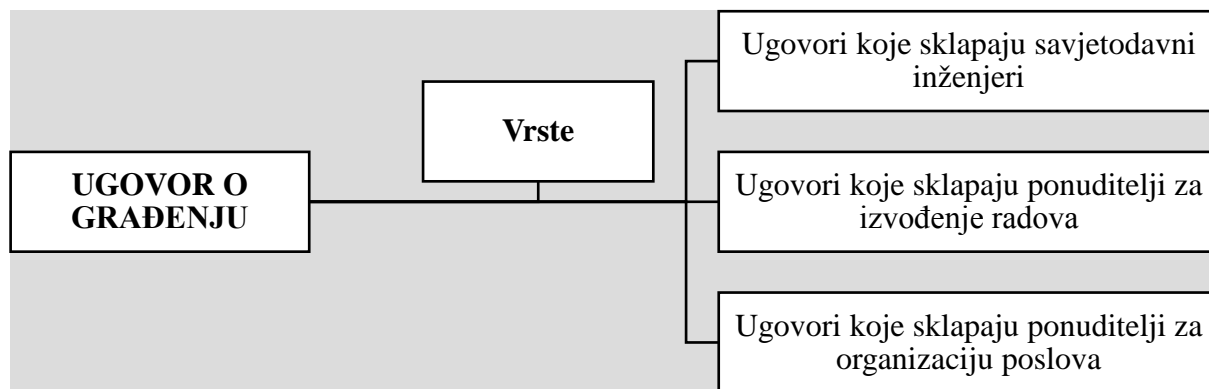 UGOVOR O
GRAĐENJU
Vrste
Ugovori koje sklapaju savjetodavni
inženjeri
Ugovori koje sklapaju ponuditelji za
izvođenje radova
Ugovori koje sklapaju ponuditelji za
organizaciju poslova